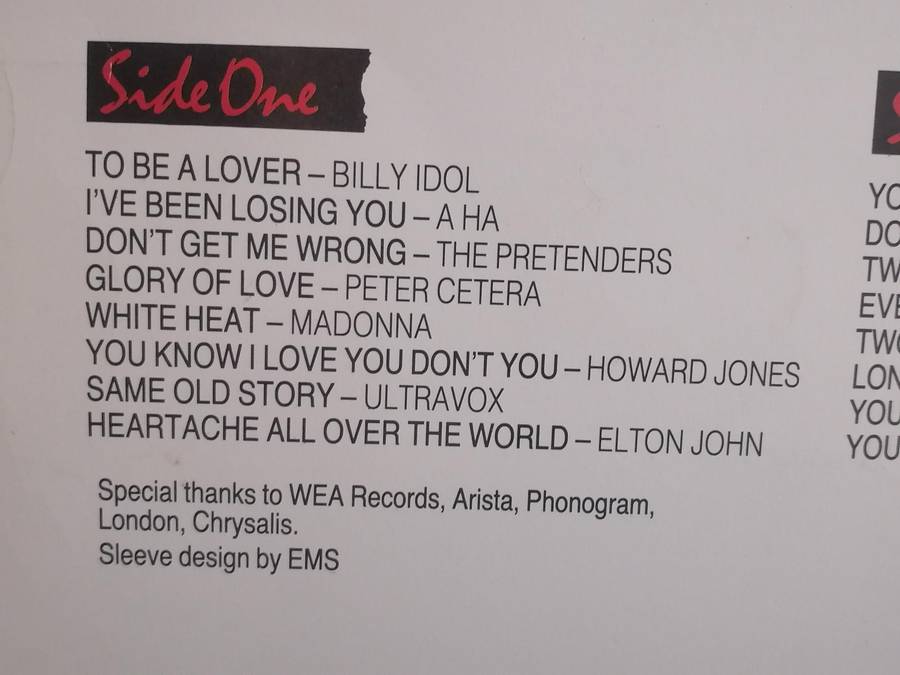 Side One
TO BE A LOVER – BILLY IDOL
I'VE BEEN LOSING YOU – A HA
DON'T GET ME WRONG – THE PRETENDERS
GLORY OF LOVE – PETER CETERA
WHITE HEAT – MADONNA
YOU KNOW I LOVE YOU DON'T YOU – HOWARD JONES
SAME OLD STORY – ULTRAVOX
HEARTACHE ALL OVER THE WORLD – ELTON JOHN
Special thanks to WEA Records, Arista, Phonogram,
London, Chrysalis.
Sleeve design by EMS
YOU
YOU